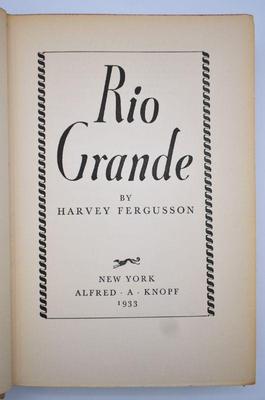 Rio
Grande
BY
HARVEY FERGUSSON
NEW YORK
ALFRED · A · KNOPF
1933